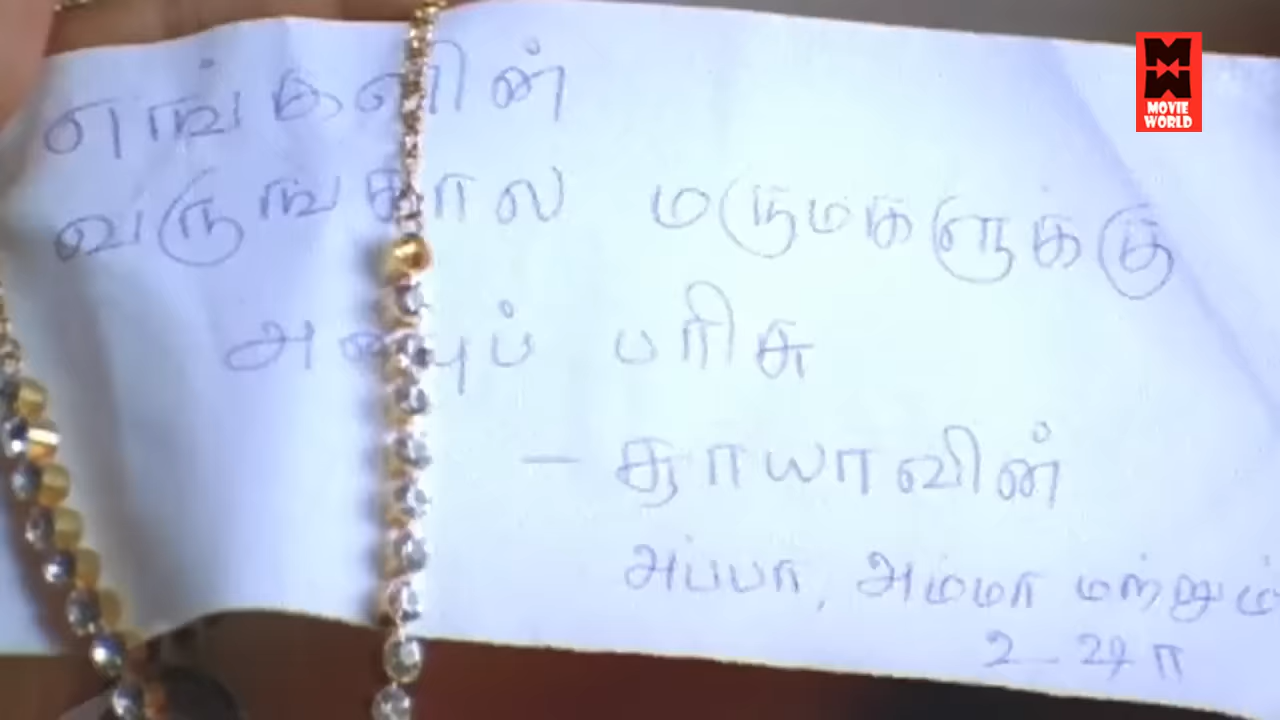 எங்களின்
வருங்கால மருமகளுக்கு
அன்புப் பரிசு
- சூர்யாவின்
அப்பா, அம்மா மற்றும்
உஷா
MOVIE
WORLD